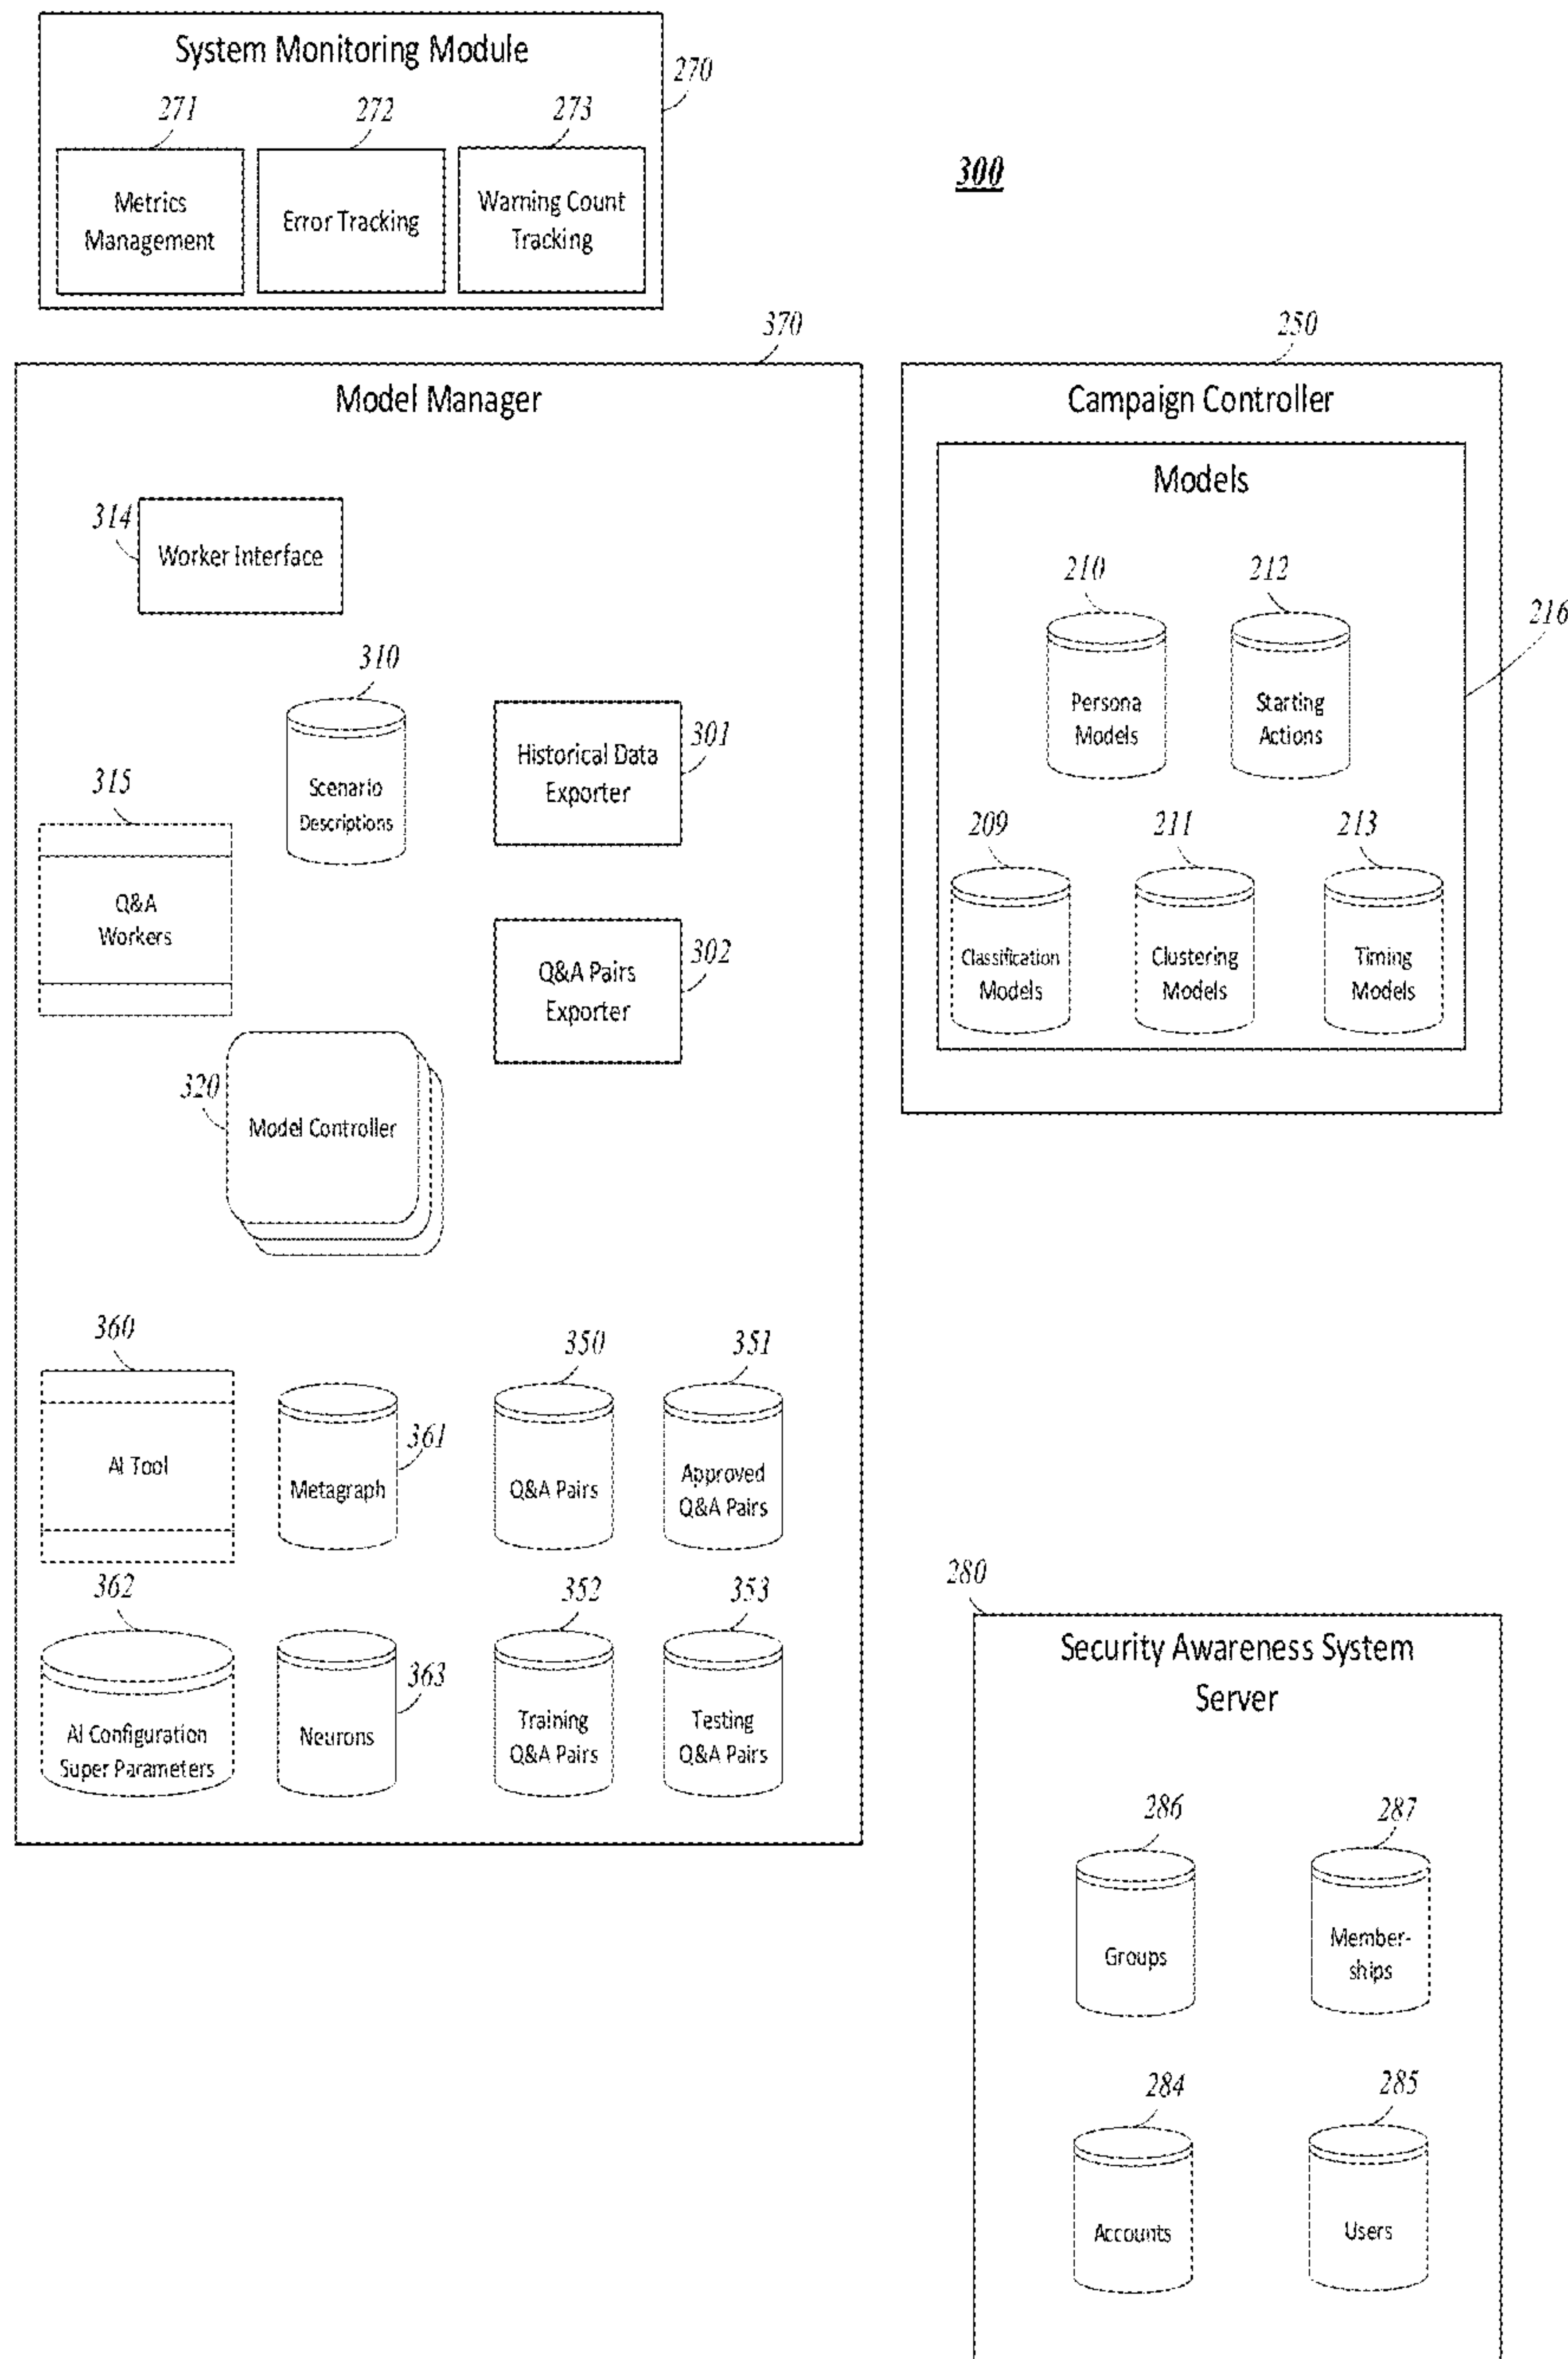 System Monitoring Module
270
271
272
273
Metrics
Management
Error Tracking
Warning Count
Tracking
300
370
Model Manager
314
Worker Interface
310
Scenario
Descriptions
301
Historical Data
Exporter
315
Q&A
Workers
302
Q&A Pairs
Exporter
320
Model Controller
360
AI Tool
361
Metagraph
350
Q&A Pairs
351
Approved
Q&A Pairs
362
AI Configuration
Super Parameters
363
Neurons
352
Training
Q&A Pairs
353
Testing
Q&A Pairs
250
Campaign Controller
Models
216
210
Persona
Models
212
Starting
Actions
209
Classification
Models
211
Clustering
Models
213
Timing
Models
280
Security Awareness System
Server
286
Groups
287
Member-
ships
284
Accounts
285
Users